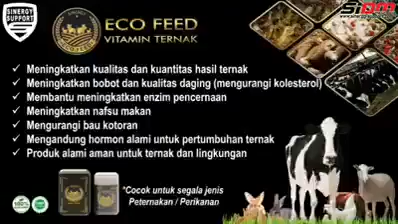 SINERGY
SUPPORT
ECO FEED
VITAMIN TERNAK
SIDM
Meningkatkan kualitas dan kuantitas hasil ternak
Meningkatkan bobot dan kualitas daging (mengurangi kolesterol)
Membantu meningkatkan enzim pencernaan
Meningkatkan nafsu makan
Mengurangi bau kotoran
Mengandung hormon alami untuk pertumbuhan ternak
Produk alami aman untuk ternak dan lingkungan
100%
*Cocok untuk segala jenis
Peternakan / Perikanan